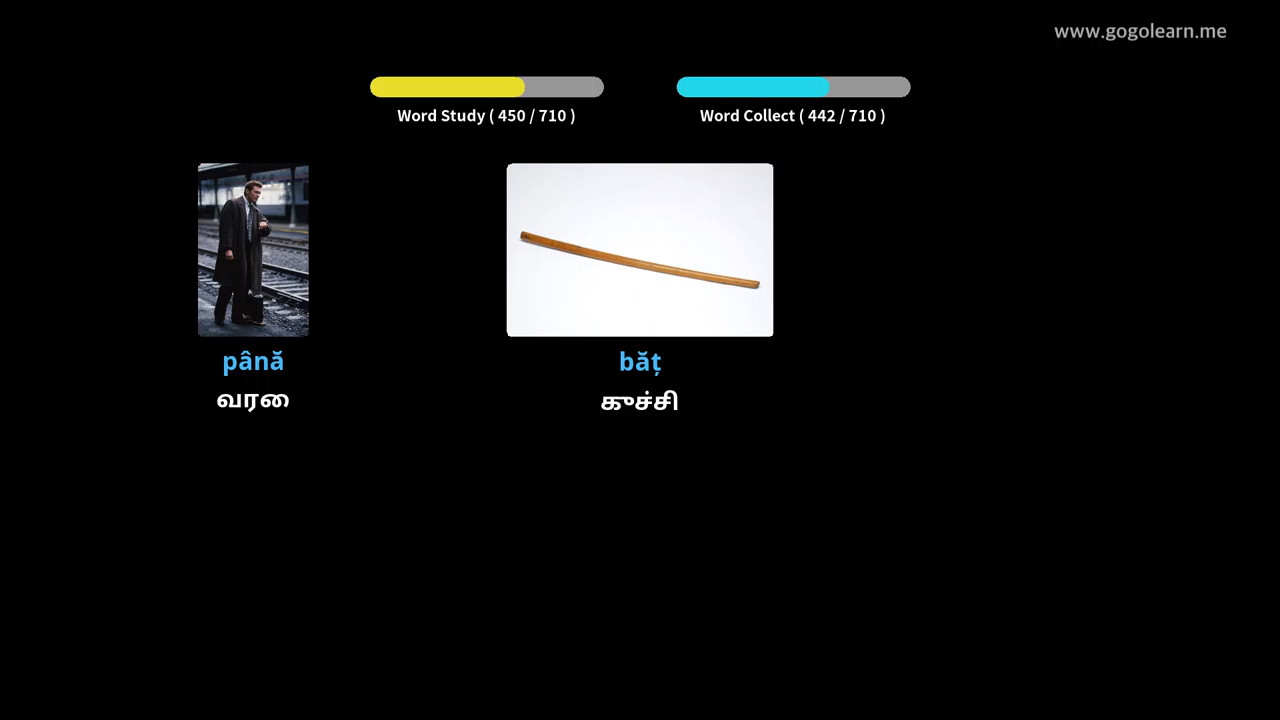 www.gogolearn.me
Word Study ( 450 / 710 )
Word Collect ( 442 / 710 )
până
வரை
băț
குச்சி